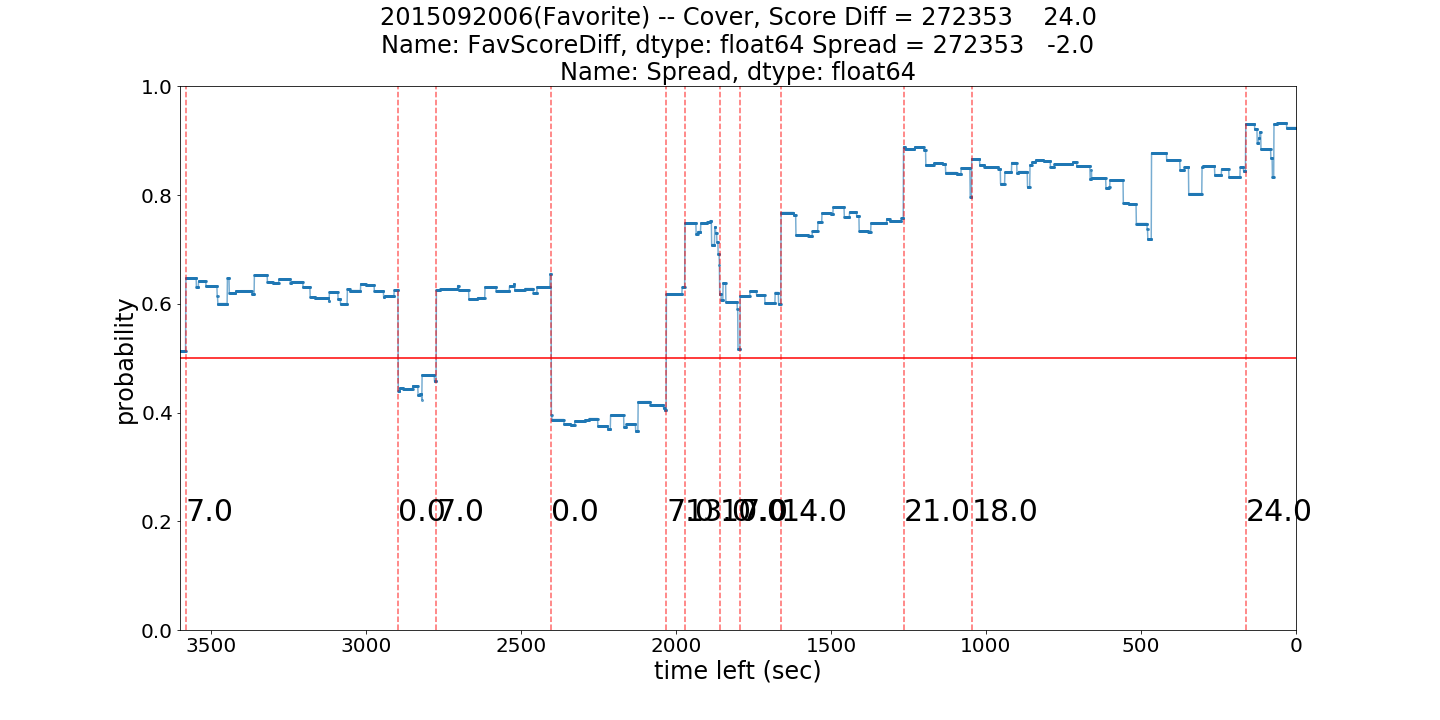 2015092006(Favorite) -- Cover, Score Diff = 272353    24.0
Name: FavScoreDiff, dtype: float64 Spread = 272353   -2.0
Name: Spread, dtype: float64
1.0
0.8
0.6
0.4
0.2
0.0
probability
7.0
0.0
7.0
0.0
14.0
21.0
18.0
24.0
3500 3000 2500 2000 1500 1000 500 0
time left (sec)